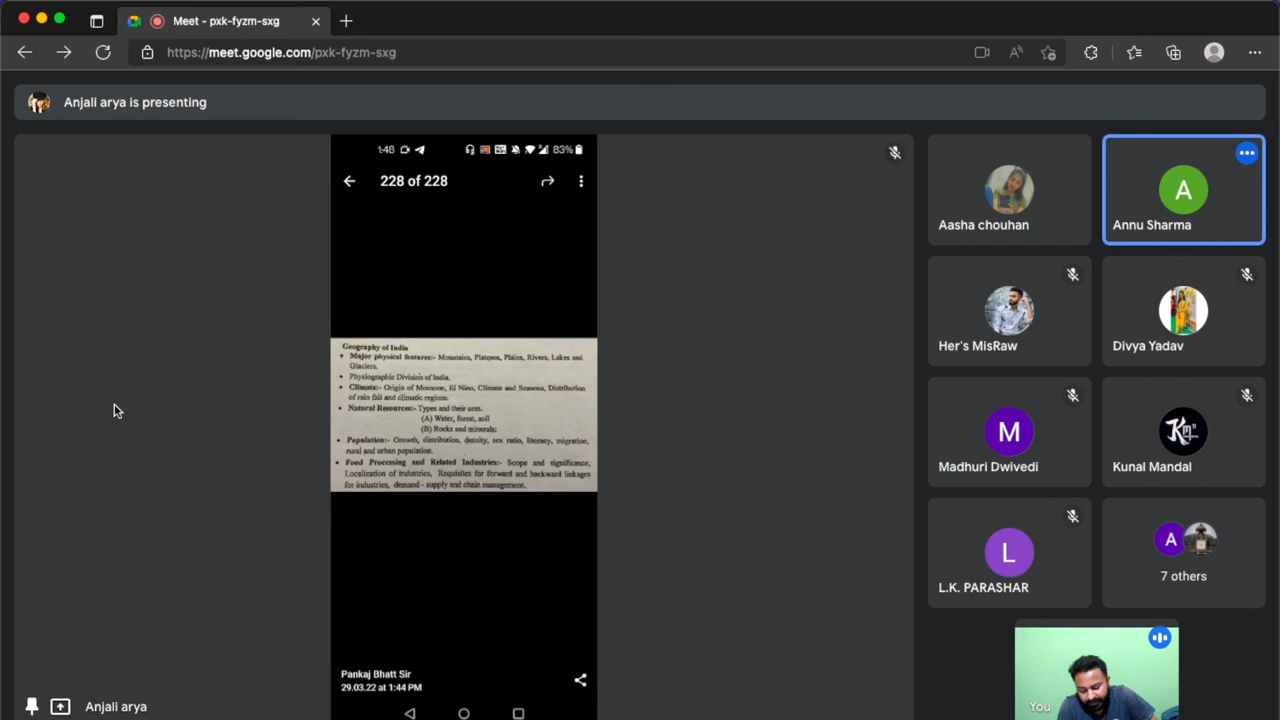 Meet - pxk-fyzm-sxg
https://meet.google.com/pxk-fyzm-sxg
Anjali arya is presenting
1:48
83%
228 of 228
Geography of India
• Major physical features:- Mountains, Plateaus, Plains, Rivers, Lakes and
Glaciers.
• Physiographic Division of India.
• Climate:- Origin of Monsoon, El Nino, Climate and Seasons, Distribution
of rain fall and climatic regions.
• Natural Resources:- Types and their uses.
(A) Water, forest, soil
(B) Rocks and minerals:
• Population:- Growth, distribution, density, sex ratio, literacy, migration,
rural and urban population.
• Food Processing and Related Industries:- Scope and significance,
Localization of industries, Requisites for forward and backward linkages
for industries, demand - supply and chain management.
Pankaj Bhatt Sir
29.03.22 at 1:44 PM
Anjali arya
Aasha chouhan
A
Annu Sharma
Her's MisRaw
Divya Yadav
M
Madhuri Dwivedi
Kunal Mandal
L
L.K. PARASHAR
A
7 others
You